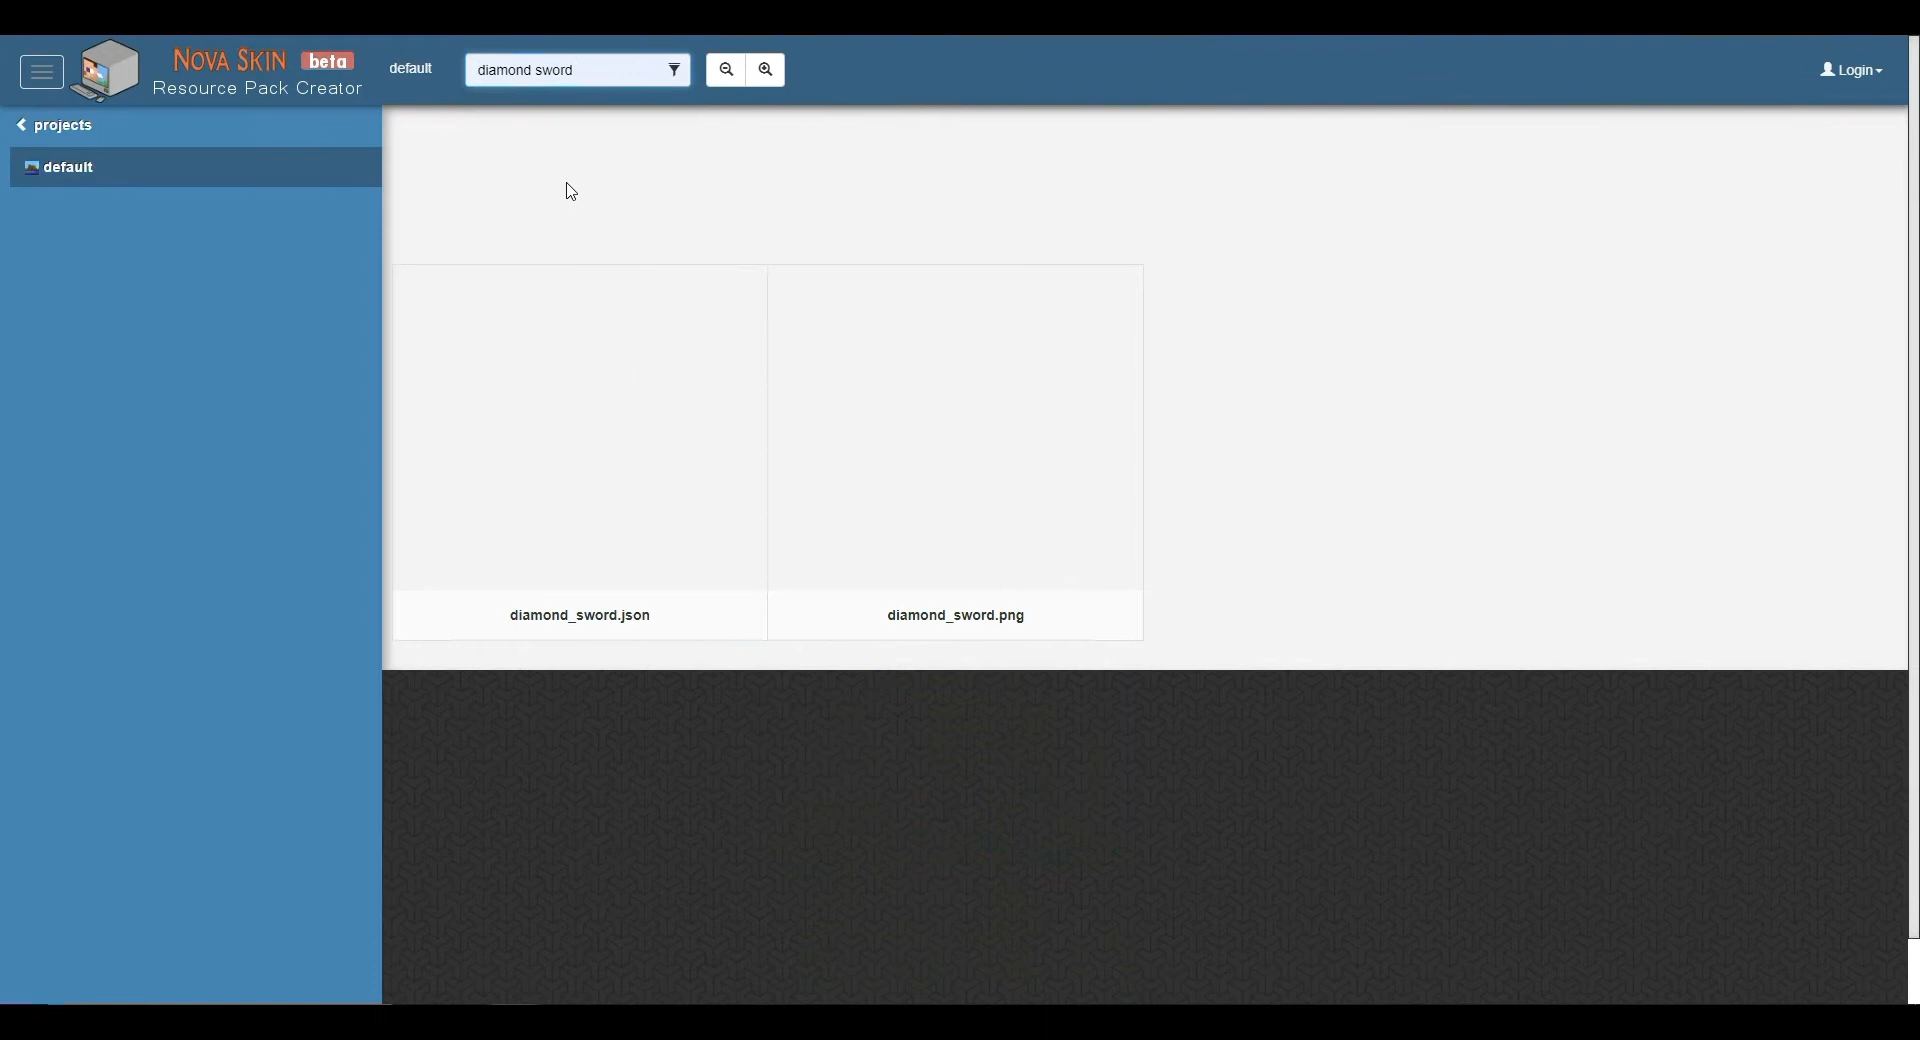 NOVA SKIN beta
Resource Pack Creator
default
diamond sword
Login
projects
default
diamond_sword.json
diamond_sword.png